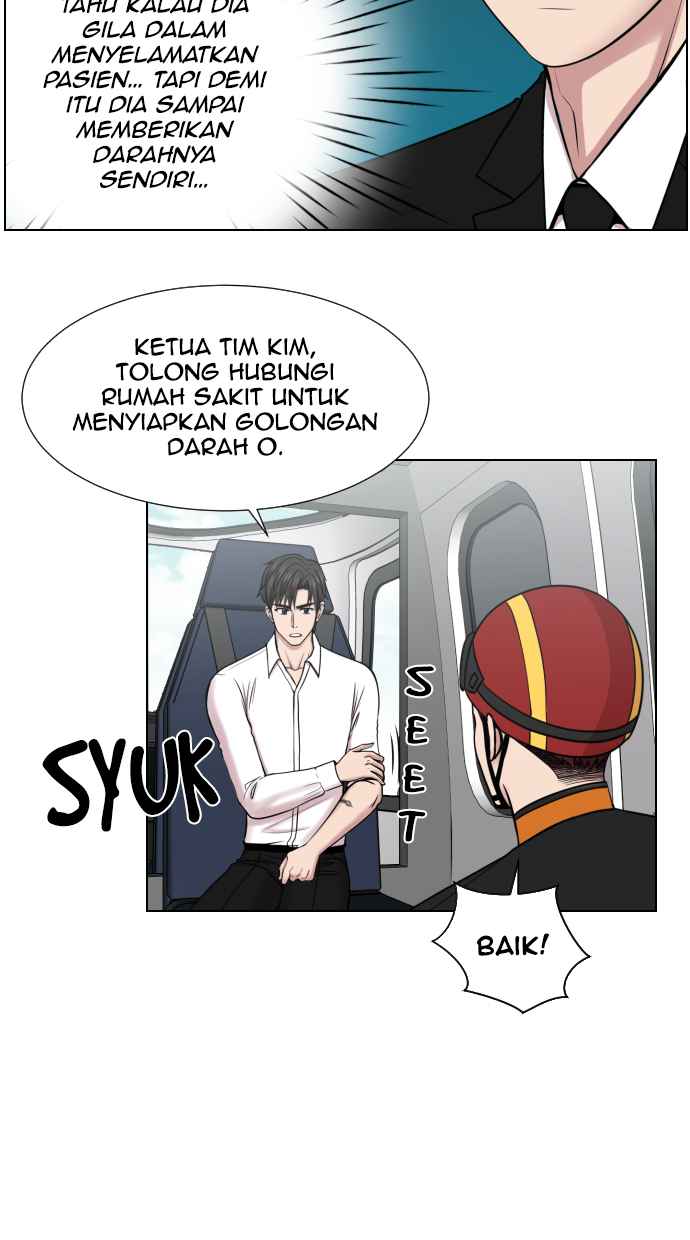 TAHU KALAU DIA
GILA DALAM
MENYELAMATKAN
PASIEN... TAPI DEMI
ITU DIA SAMPAI
MEMBERIKAN
DARAHNYA
SENDIRI...
KETUA TIM KIM,
TOLONG HUBUNGI
RUMAH SAKIT UNTUK
MENYIAPKAN GOLONGAN
DARAH O.
SYUK
SEET
BAIK!